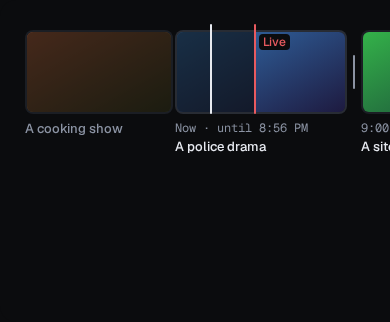 Live
A cooking show
Now · until 8:56 PM
A police drama
9:00
A sit